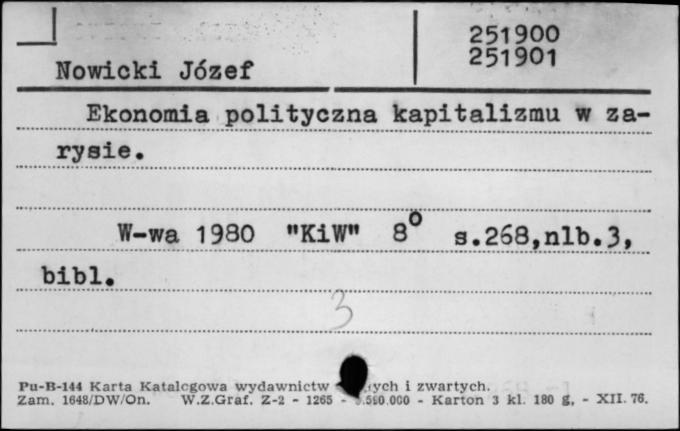 251900
251901
Nowicki Józef
Ekonomia polityczna kapitalizmu w za-
rysie.
W-wa 1980 "KiW" 8° s.268,nlb.3,
bibl.
3
Pu-B-144 Karta Katalogowa wydawnictw i zwartych.
Zam. 1648/DW/On. W.Z.Graf. Z-2 - 1265 - - Karton 3 kl. 180 g, - XII. 76.